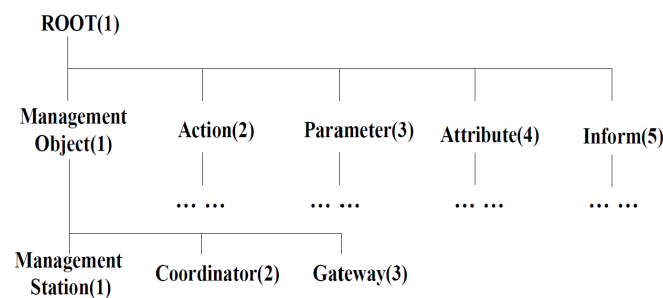 ROOT(1)
Management
Object(1)
Action(2)
Parameter(3)
Attribute(4)
Inform(5)
... ...
... ...
... ...
... ...
Management
Station(1)
Coordinator(2)
Gateway(3)